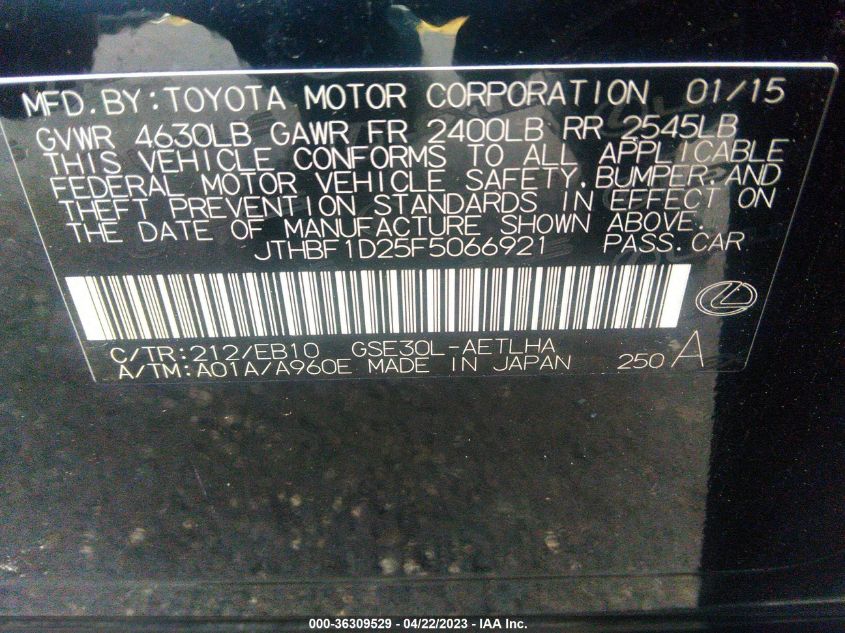 MFD.BY:TOYOTA MOTOR CORPORATION 01/15
GVWR 4630LB GAWR FR 2400LB RR 2545LB
THIS VEHICLE CONFORMS TO ALL APPLICABLE
FEDERAL MOTOR VEHICLE SAFETY,BUMPER,AND
THEFT PREVENTION STANDARDS IN EFFECT ON
THE DATE OF MANUFACTURE SHOWN ABOVE.
JTHBF1D25F5066921 PASS.CAR
C/TR:212/EB10 GSE30L-AETLHA
A/TM:A01A/A960E MADE IN JAPAN 250 A
000-36309529 - 04/22/2023 - IAA Inc.